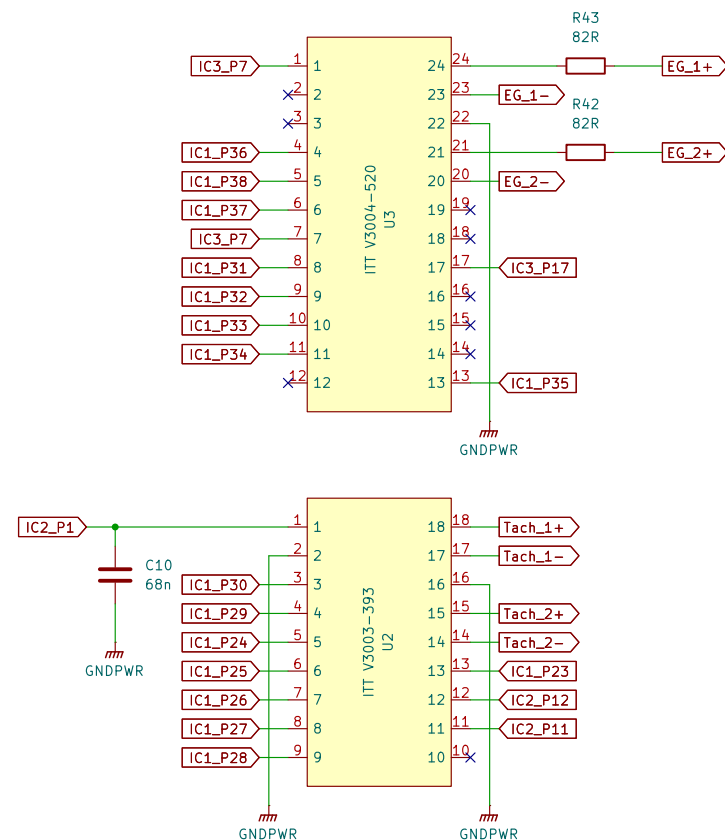 R43
82R
IC3_P7 1 1 24 24 EG_1+
2 2 23 23 EG_1-
R42
82R
3 3 22 22
IC1_P36 4 4 21 21 EG_2+
IC1_P38 5 5 20 20 EG_2-
IC1_P37 6 6 19 19
IC3_P7 7 7 18 18
IC1_P31 8 8 17 17 IC3_P17
IC1_P32 9 9 16 16
IC1_P33 10 10 15 15
IC1_P34 11 11 14 14
12 12 13 13 IC1_P35
ITT V3004-520
U3
GNDPWR
IC2_P1 1 1 18 18 Tach_1+
2 2 17 17 Tach_1-
C10
68n
GNDPWR
IC1_P30 3 3 16 16
IC1_P29 4 4 15 15 Tach_2+
IC1_P24 5 5 14 14 Tach_2-
IC1_P25 6 6 13 13 IC1_P23
IC1_P26 7 7 12 12 IC2_P12
IC1_P27 8 8 11 11 IC2_P11
IC1_P28 9 9 10 10
ITT V3003-393
U2
GNDPWR
GNDPWR